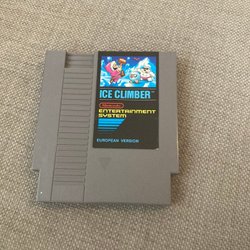 ICE CLIMBER
Nintendo
ENTERTAINMENT
SYSTEM
EUROPEAN VERSION